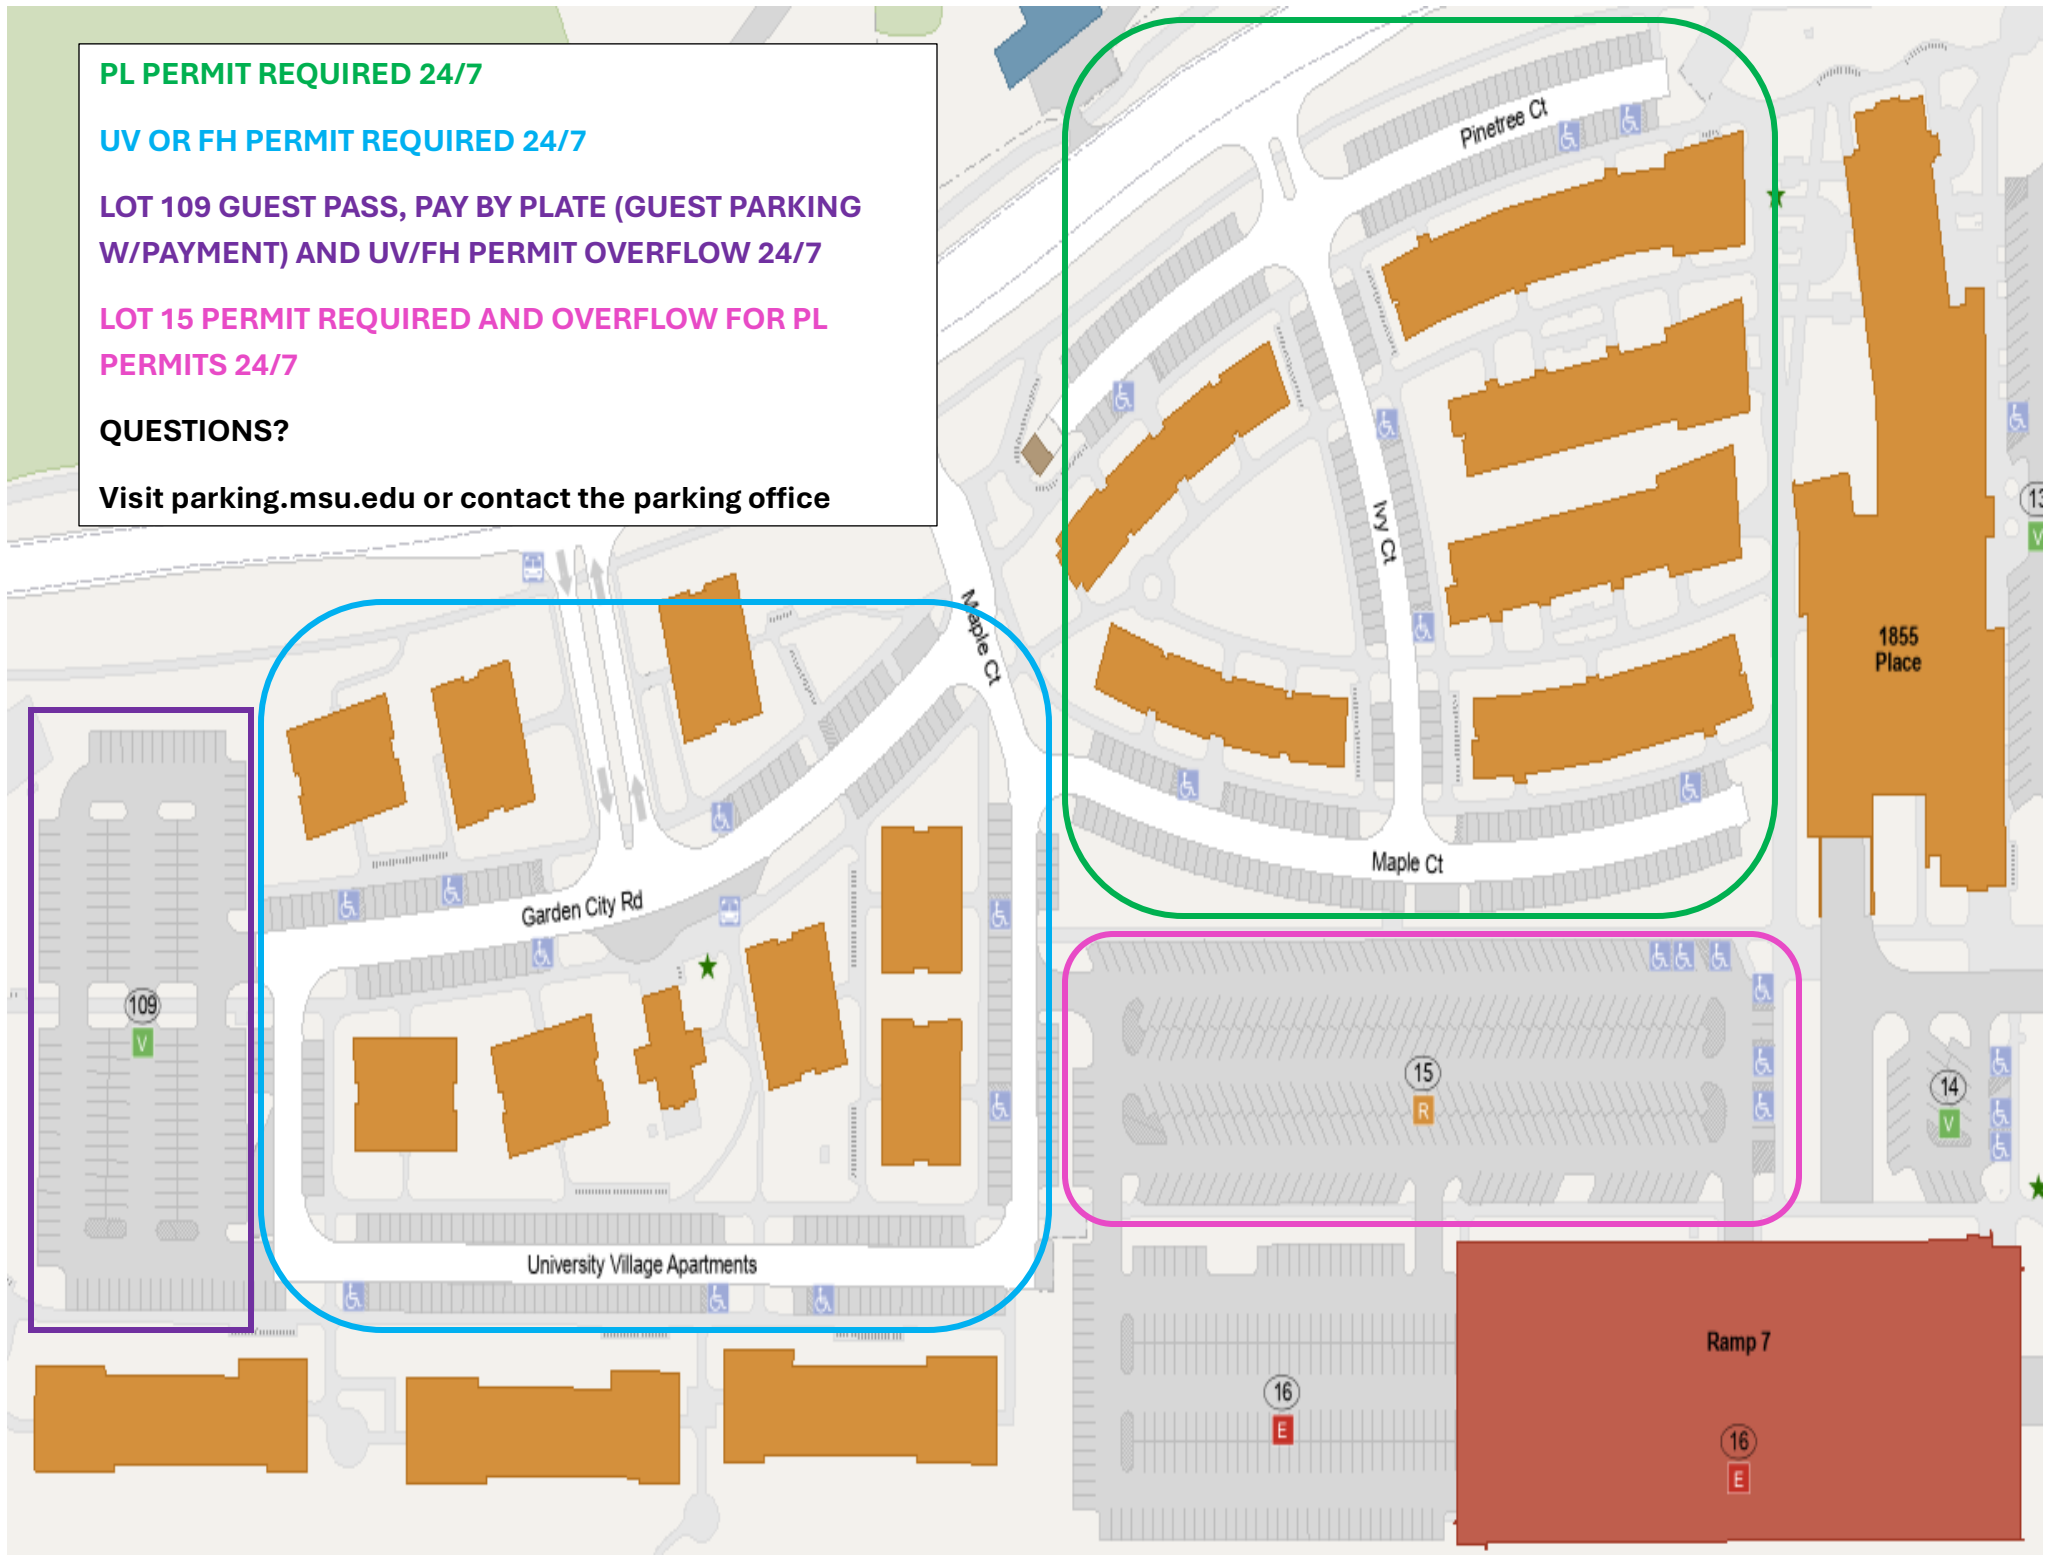 PL PERMIT REQUIRED 24/7
UV OR FH PERMIT REQUIRED 24/7
LOT 109 GUEST PASS, PAY BY PLATE (GUEST PARKING
W/PAYMENT) AND UV/FH PERMIT OVERFLOW 24/7
LOT 15 PERMIT REQUIRED AND OVERFLOW FOR PL
PERMITS 24/7
QUESTIONS?
Visit parking.msu.edu or contact the parking office
Pinetree Ct
Ivy Ct
Maple Ct
13
V
1855
Place
Maple Ct
Garden City Rd
109
V
15
R
14
V
University Village Apartments
Ramp 7
16
E
16
E